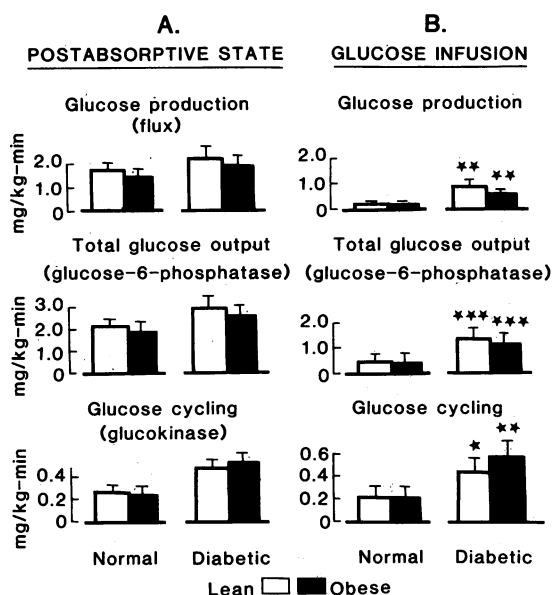 A.
POSTABSORPTIVE STATE
Glucose production
(flux)
mg/kg-min
2.0
1.0
0
Total glucose output
(glucose-6-phosphatase)
mg/kg-min
3.0
2.0
0
Glucose cycling
(glucokinase)
mg/kg-min
0.4
0.2
0
Normal Diabetic
B.
GLUCOSE INFUSION
Glucose production
2.0
1.0
0
★★ ★★
Total glucose output
(glucose-6-phosphatase)
2.0
1.0
0
★★★ ★★★
Glucose cycling
0.6
0.4
0.2
0
★ ★★
Normal Diabetic
Lean Obese